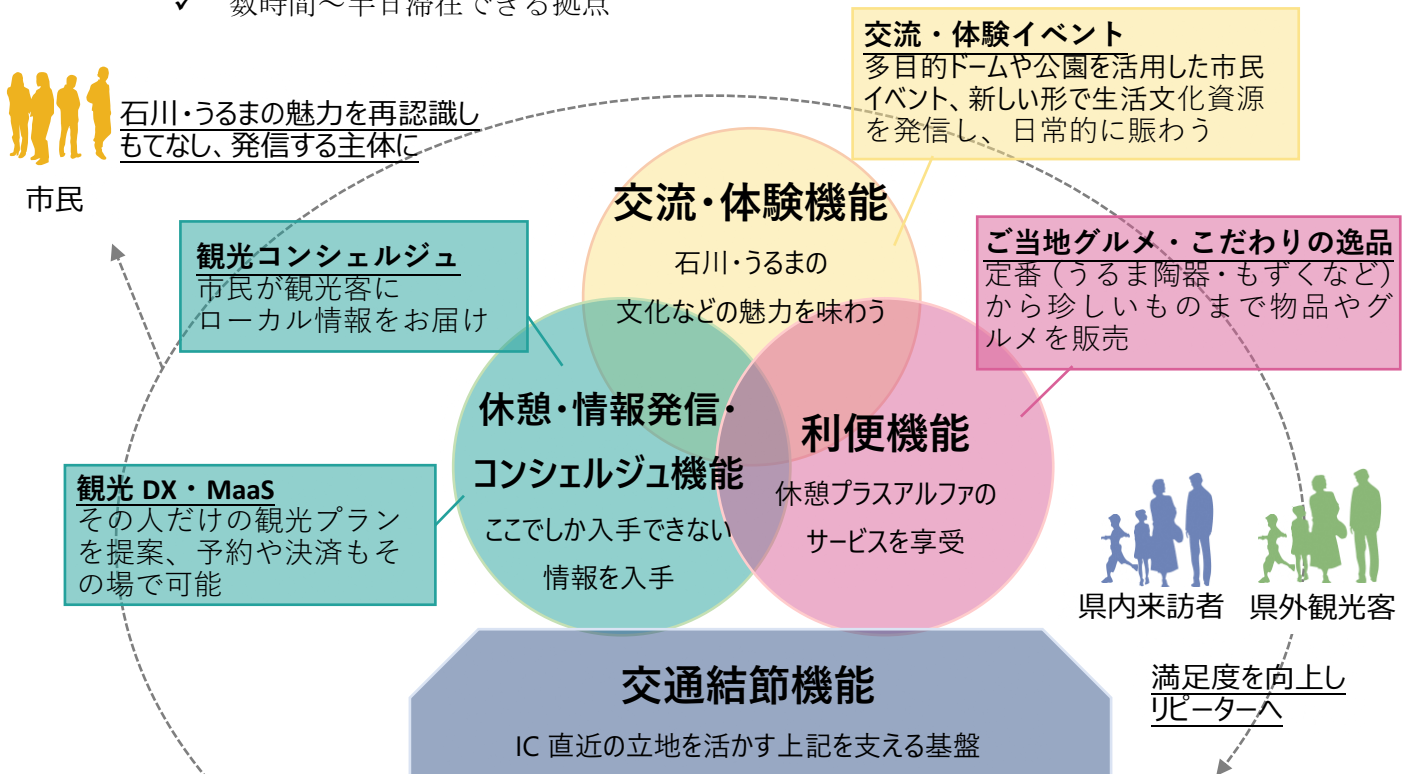 ✓ 数時間～半日滞在できる拠点
交流・体験イベント
多目的ドームや公園を活用した市民
イベント、新しい形で生活文化資源
を発信し、日常的に賑わう
石川・うるまの魅力を再認識し
もてなし、発信する主体に
市民
交流・体験機能
石川・うるまの
文化などの魅力を味わう
観光コンシェルジュ
市民が観光客に
ローカル情報をお届け
ご当地グルメ・こだわりの逸品
定番（うるま陶器・もずくなど）
から珍しいものまで物品やグ
ルメを販売
休憩・情報発信・
コンシェルジュ機能
ここでしか入手できない
情報を入手
利便機能
休憩プラスアルファの
サービスを享受
観光 DX・MaaS
その人だけの観光プラン
を提案、予約や決済もそ
の場で可能
県内来訪者
県外観光客
満足度を向上し
リピーターへ
交通結節機能
IC 直近の立地を活かす上記を支える基盤